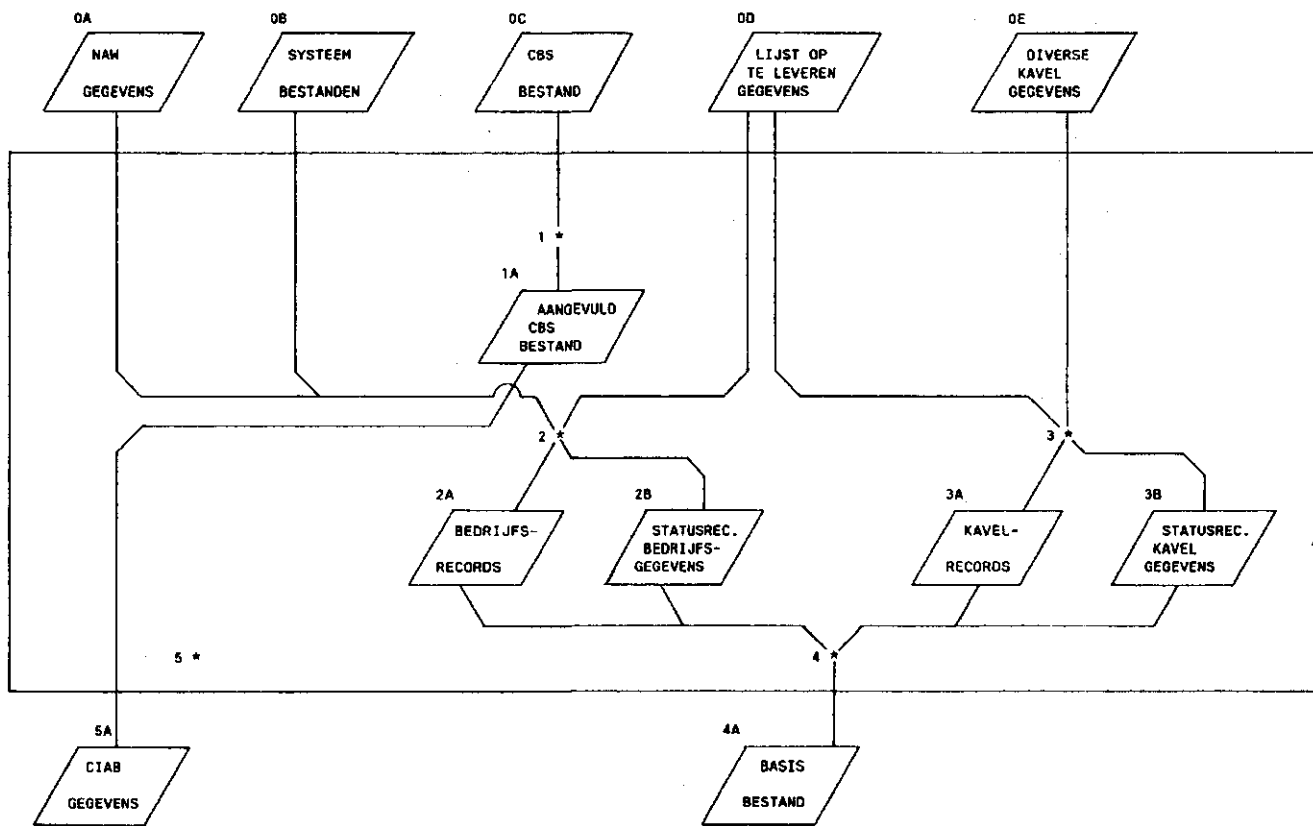 0A
NAW
GEGEVENS
0B
SYSTEEM
BESTANDEN
0C
CBS
BESTAND
0D
LIJST OP
TE LEVEREN
GEGEVENS
0E
DIVERSE
KAVEL
GEGEVENS
1 *
1A
AANGEVULD
CBS
BESTAND
2 *
3 *
2A
BEDRIJFS-
RECORDS
2B
STATUSREC.
BEDRIJFS-
GEGEVENS
3A
KAVEL-
RECORDS
3B
STATUSREC.
KAVEL
GEGEVENS
5 *
4 *
5A
CIAB
GEGEVENS
4A
BASIS
BESTAND